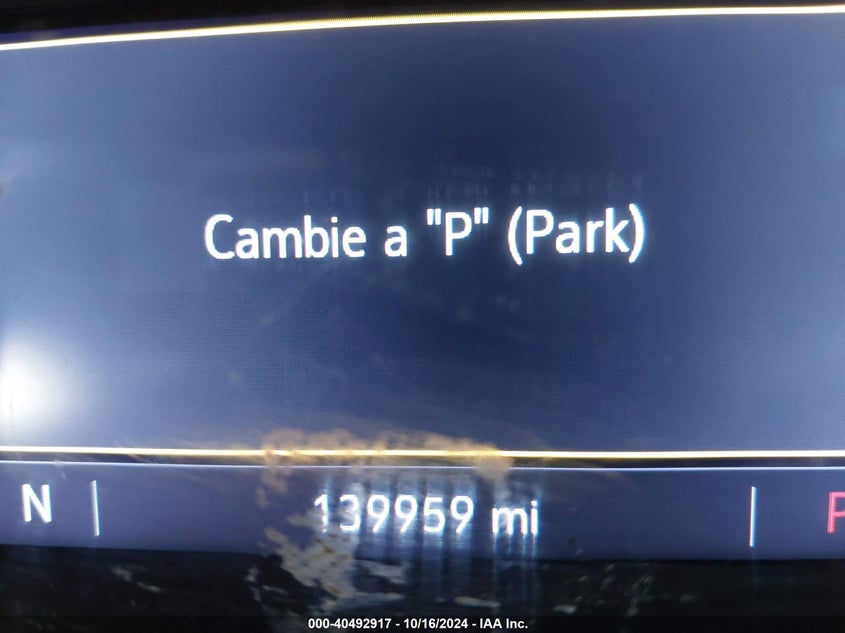 Cambie a "P" (Park)
N 139959 mi P
000-40492917 - 10/16/2024 - IAA Inc.